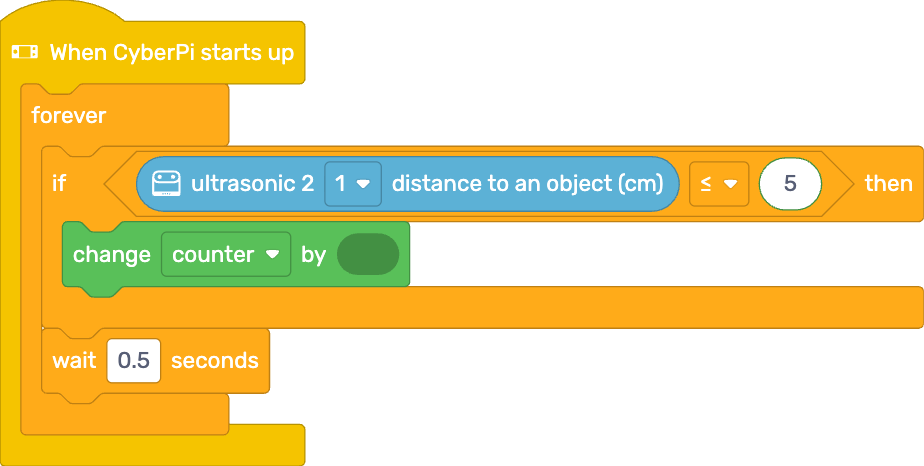 When CyberPi starts up
forever
if ultrasonic 2 1 distance to an object (cm) ≤ 5 then
change counter by
wait 0.5 seconds